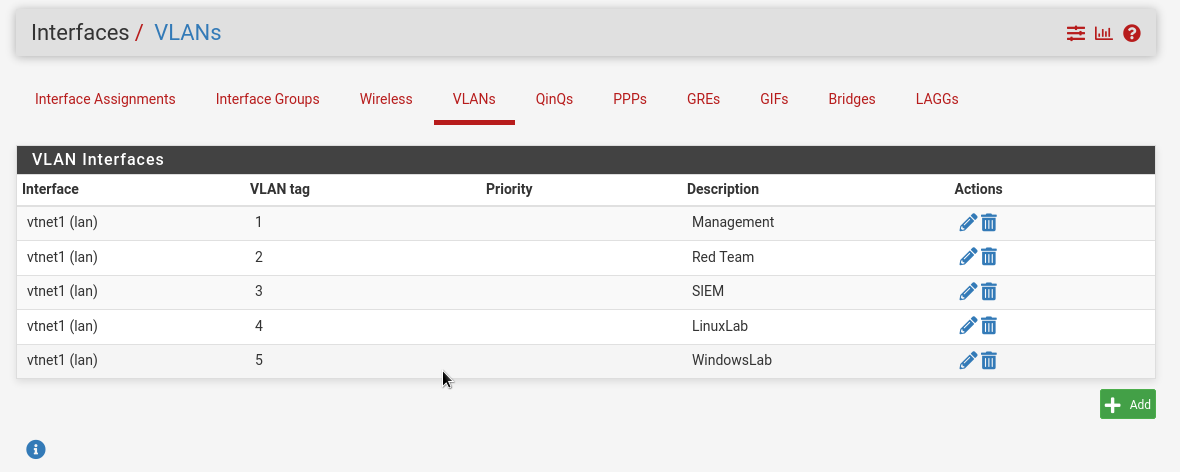 Interfaces / VLANs
Interface Assignments Interface Groups Wireless VLANs QinQs PPPs GREs GIFs Bridges LAGGs
VLAN Interfaces
Interface VLAN tag Priority Description Actions
vtnet1 (lan) 1 Management
vtnet1 (lan) 2 Red Team
vtnet1 (lan) 3 SIEM
vtnet1 (lan) 4 LinuxLab
vtnet1 (lan) 5 WindowsLab
Add